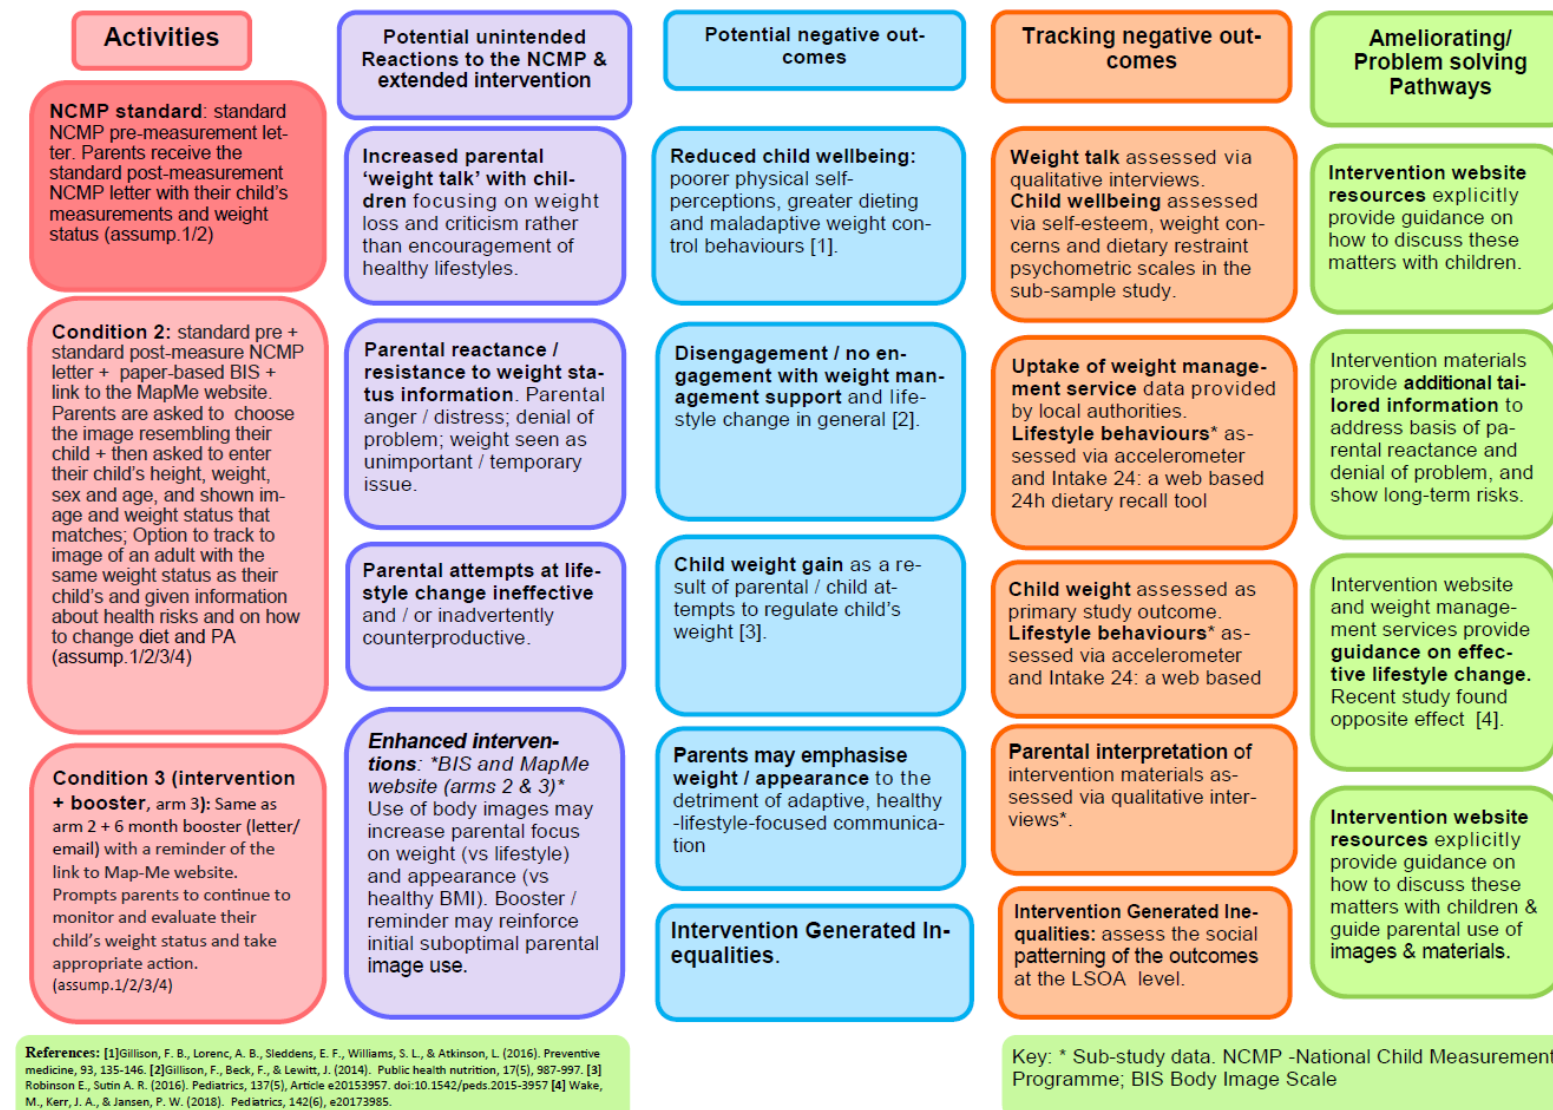 Activities
NCMP standard: standard
NCMP pre-measurement let-
ter. Parents receive the
standard post-measurement
NCMP letter with their child’s
measurements and weight
status (assump.1/2)
Condition 2: standard pre +
standard post-measure NCMP
letter + paper-based BIS +
link to the MapMe website.
Parents are asked to choose
the image resembling their
child + then asked to enter
their child’s height, weight,
sex and age, and shown im-
age and weight status that
matches; Option to track to
image of an adult with the
same weight status as their
child’s and given information
about health risks and on how
to change diet and PA
(assump.1/2/3/4)
Condition 3 (intervention
+ booster, arm 3): Same as
arm 2 + 6 month booster (letter/
email) with a reminder of the
link to Map-Me website.
Prompts parents to continue to
monitor and evaluate their
child’s weight status and take
appropriate action.
(assump.1/2/3/4)
Potential unintended
Reactions to the NCMP &
extended intervention
Increased parental
‘weight talk’ with chil-
dren focusing on weight
loss and criticism rather
than encouragement of
healthy lifestyles.
Parental reactance /
resistance to weight sta-
tus information. Parental
anger / distress; denial of
problem; weight seen as
unimportant / temporary
issue.
Parental attempts at life-
style change ineffective
and / or inadvertently
counterproductive.
Enhanced interven-
tions: *BIS and MapMe
website (arms 2 & 3)*
Use of body images may
increase parental focus
on weight (vs lifestyle)
and appearance (vs
healthy BMI). Booster /
reminder may reinforce
initial suboptimal parental
image use.
Potential negative out-
comes
Reduced child wellbeing:
poorer physical self-
perceptions, greater dieting
and maladaptive weight con-
trol behaviours [1].
Disengagement / no en-
gagement with weight man-
agement support and life-
style change in general [2].
Child weight gain as a re-
sult of parental / child at-
tempts to regulate child’s
weight [3].
Parents may emphasise
weight / appearance to the
detriment of adaptive, healthy
-lifestyle-focused communica-
tion
Intervention Generated In-
equalities.
Tracking negative out-
comes
Weight talk assessed via
qualitative interviews.
Child wellbeing assessed
via self-esteem, weight con-
cerns and dietary restraint
psychometric scales in the
sub-sample study.
Uptake of weight manage-
ment service data provided
by local authorities.
Lifestyle behaviours* as-
sessed via accelerometer
and Intake 24: a web based
24h dietary recall tool
Child weight assessed as
primary study outcome.
Lifestyle behaviours* as-
sessed via accelerometer
and Intake 24: a web based
Parental interpretation of
intervention materials as-
sessed via qualitative inter-
views*.
Intervention Generated Ine-
qualities: assess the social
patterning of the outcomes
at the LSOA level.
Ameliorating/
Problem solving
Pathways
Intervention website
resources explicitly
provide guidance on
how to discuss these
matters with children.
Intervention materials
provide additional tai-
lored information to
address basis of pa-
rental reactance and
denial of problem, and
show long-term risks.
Intervention website
and weight manage-
ment services provide
guidance on effec-
tive lifestyle change.
Recent study found
opposite effect [4].
Intervention website
resources explicitly
provide guidance on
how to discuss these
matters with children &
guide parental use of
images & materials.
References: [1]Gillison, F. B., Lorenc, A. B., Sleddens, E. F., Williams, S. L., & Atkinson, L. (2016). Preventive
medicine, 93, 135-146. [2]Gillison, F., Beck, F., & Lewitt, J. (2014). Public health nutrition, 17(5), 987-997. [3]
Robinson E., Sutin A. R. (2016). Pediatrics, 137(5), Article e20153957. doi:10.1542/peds.2015-3957 [4] Wake,
M., Kerr, J. A., & Jansen, P. W. (2018). Pediatrics, 142(6), e20173985.
Key: * Sub-study data. NCMP -National Child Measurement
Programme; BIS Body Image Scale